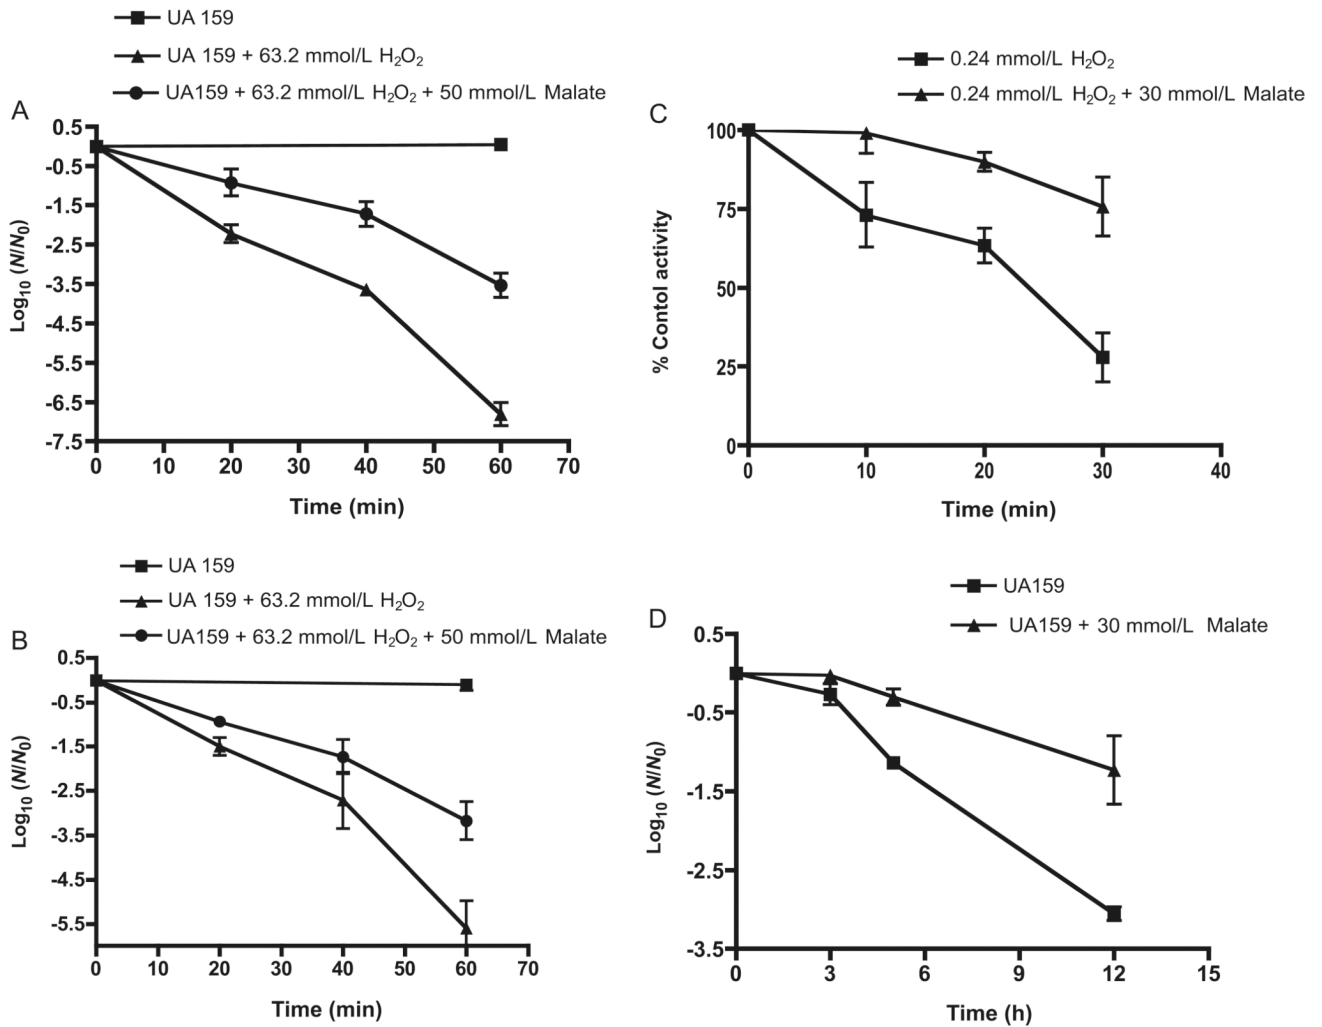 UA 159
UA 159 + 63.2 mmol/L H₂O₂
UA159 + 63.2 mmol/L H₂O₂ + 50 mmol/L Malate
A
0.5
-0.5
-1.5
-2.5
-3.5
-4.5
-5.5
-6.5
-7.5
Log₁₀ (N/N₀)
0 10 20 30 40 50 60 70
Time (min)
UA 159
UA 159 + 63.2 mmol/L H₂O₂
UA159 + 63.2 mmol/L H₂O₂ + 50 mmol/L Malate
B
0.5
-0.5
-1.5
-2.5
-3.5
-4.5
-5.5
Log₁₀ (N/N₀)
0 10 20 30 40 50 60 70
Time (min)
0.24 mmol/L H₂O₂
0.24 mmol/L H₂O₂ + 30 mmol/L Malate
C
100
75
50
25
0
% Contol activity
0 10 20 30 40
Time (min)
UA159
UA159 + 30 mmol/L Malate
D
0.5
-0.5
-1.5
-2.5
-3.5
Log₁₀ (N/N₀)
0 3 6 9 12 15
Time (h)